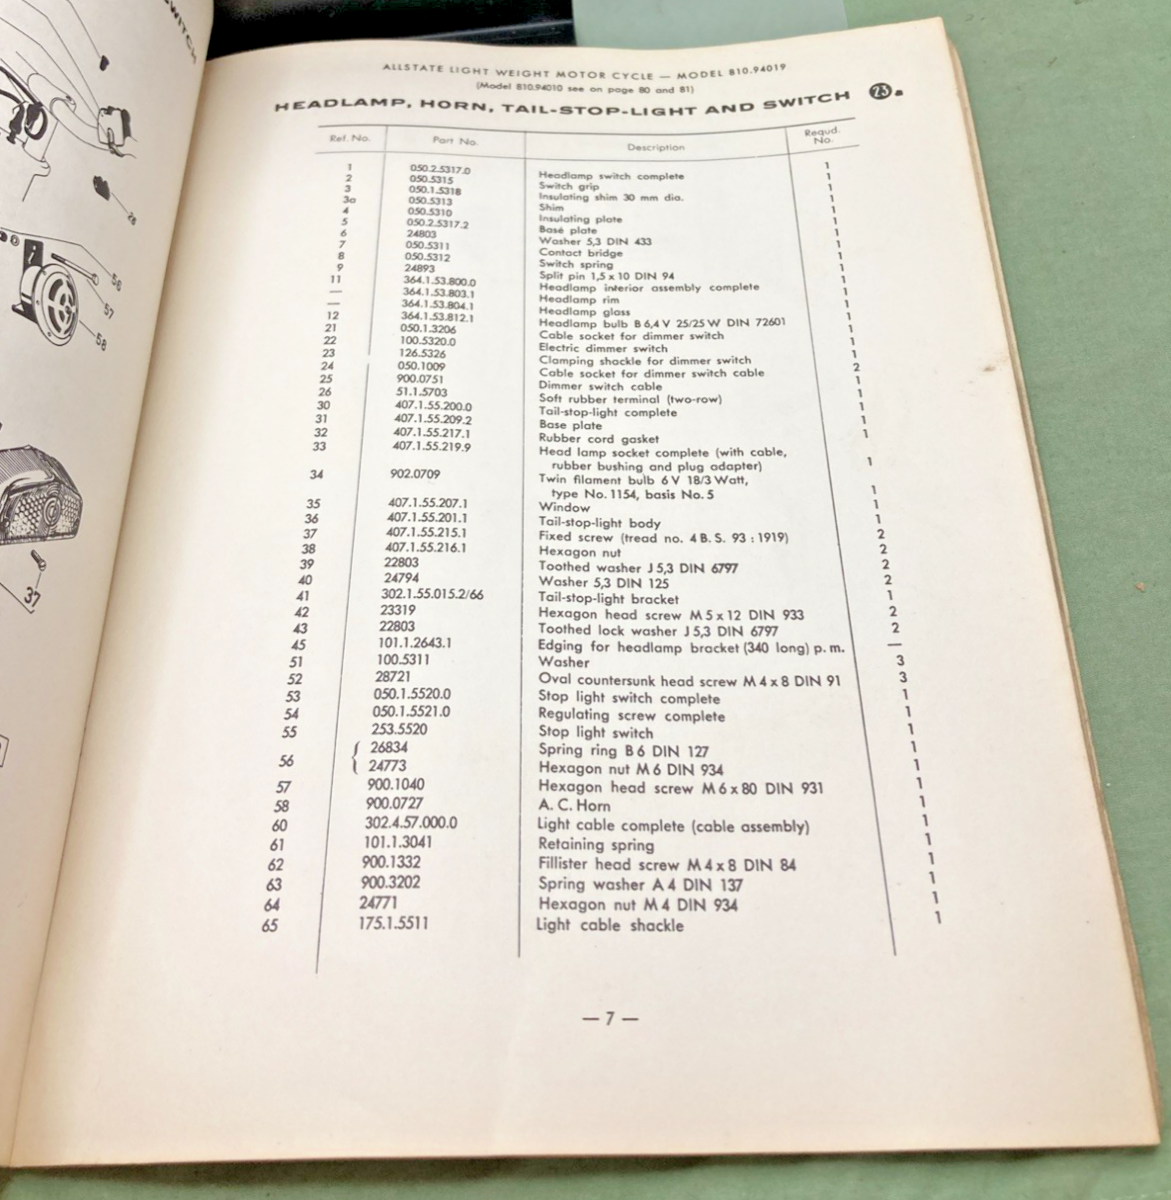 SWITCH
28
56
57
58
37
ALLSTATE LIGHT WEIGHT MOTOR CYCLE — MODEL 810.94019
(Model 810.94010 see on page 80 and 81)
HEADLAMP, HORN, TAIL-STOP-LIGHT AND SWITCH 23a
Ref. No. Part No. Description Requd. No.
1 050.2.5317.0 Headlamp switch complete 1
2 050.5315 Switch grip 1
3 050.1.5318 Insulating shim 30 mm dia. 1
3a 050.5313 Shim 1
4 050.5310 Insulating plate 1
5 050.2.5317.2 Base plate 1
6 24803 Washer 5,3 DIN 433 1
7 050.5311 Contact bridge 1
8 050.5312 Switch spring 1
9 24893 Split pin 1,5 x 10 DIN 94 1
11 364.1.53.800.0 Headlamp interior assembly complete 1
— 364.1.53.803.1 Headlamp rim 1
— 364.1.53.804.1 Headlamp glass 1
12 364.1.53.812.1 Headlamp bulb B 6,4 V 25/25 W DIN 72601 1
21 050.1.3206 Cable socket for dimmer switch 1
22 100.5320.0 Electric dimmer switch 1
23 126.5326 Clamping shackle for dimmer switch 1
24 050.1009 Cable socket for dimmer switch cable 2
25 900.0751 Dimmer switch cable 1
26 51.1.5703 Soft rubber terminal (two-row) 1
30 407.1.55.200.0 Tail-stop-light complete 1
31 407.1.55.209.2 Base plate 1
32 407.1.55.217.1 Rubber cord gasket 1
33 407.1.55.219.9 Head lamp socket complete (with cable,
rubber bushing and plug adapter) 1
34 902.0709 Twin filament bulb 6 V 18/3 Watt,
type No. 1154, basis No. 5 1
35 407.1.55.207.1 Window 1
36 407.1.55.201.1 Tail-stop-light body 1
37 407.1.55.215.1 Fixed screw (tread no. 4 B. S. 93 : 1919) 2
38 407.1.55.216.1 Hexagon nut 2
39 22803 Toothed washer J 5,3 DIN 6797 2
40 24794 Washer 5,3 DIN 125 2
41 302.1.55.015.2/66 Tail-stop-light bracket 1
42 23319 Hexagon head screw M 5 x 12 DIN 933 2
43 22803 Toothed lock washer J 5,3 DIN 6797 2
45 101.1.2643.1 Edging for headlamp bracket (340 long) p. m. —
51 100.5311 Washer 3
52 28721 Oval countersunk head screw M 4 x 8 DIN 91 3
53 050.1.5520.0 Stop light switch complete 1
54 050.1.5521.0 Regulating screw complete 1
55 253.5520 Stop light switch 1
56 { 26834 Spring ring B 6 DIN 127 1
24773 Hexagon nut M 6 DIN 934 1
57 900.1040 Hexagon head screw M 6 x 80 DIN 931 1
58 900.0727 A. C. Horn 1
60 302.4.57.000.0 Light cable complete (cable assembly) 1
61 101.1.3041 Retaining spring 1
62 900.1332 Fillister head screw M 4 x 8 DIN 84 1
63 900.3202 Spring washer A 4 DIN 137 1
64 24771 Hexagon nut M 4 DIN 934 1
65 175.1.5511 Light cable shackle 1
— 7 —